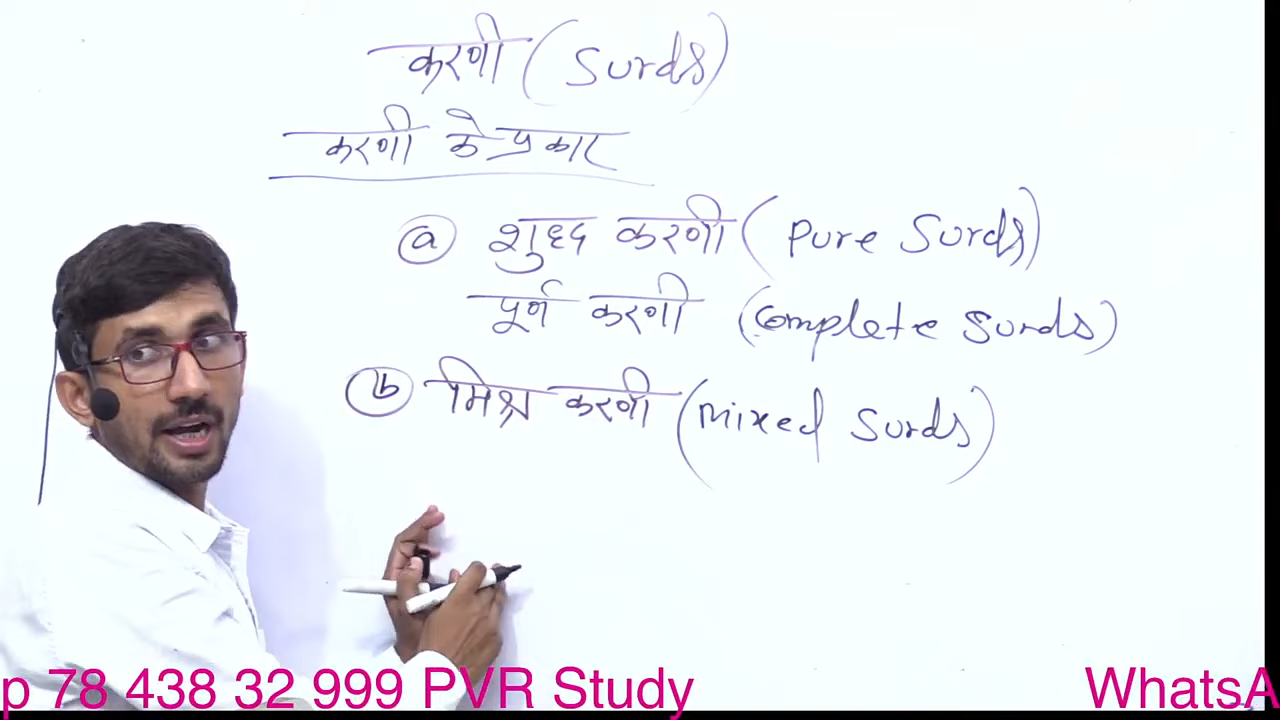 करणी (Surds)
करणी के प्रकार
(a) शुध्द करणी (Pure Surds)
पूर्ण करणी (Complete Surds)
(b) मिश्र करणी (Mixed Surds)
p 78 438 32 999 PVR Study WhatsA